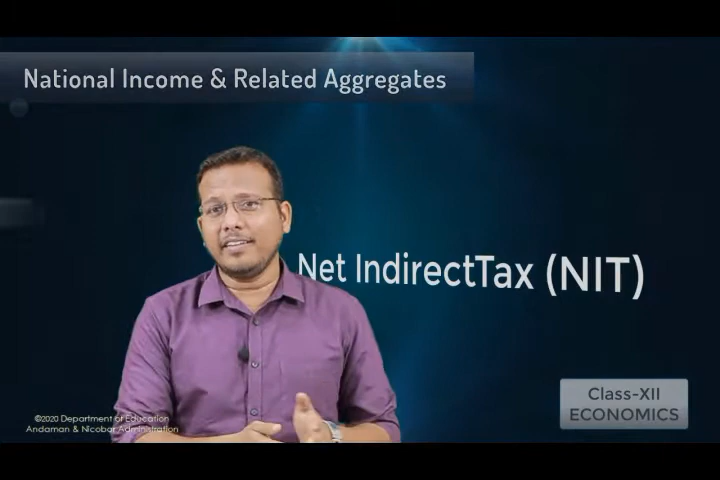 National Income & Related Aggregates
Net IndirectTax (NIT)
Class-XII
ECONOMICS
©2020 Department of Education
Andaman & Nicobar Administration